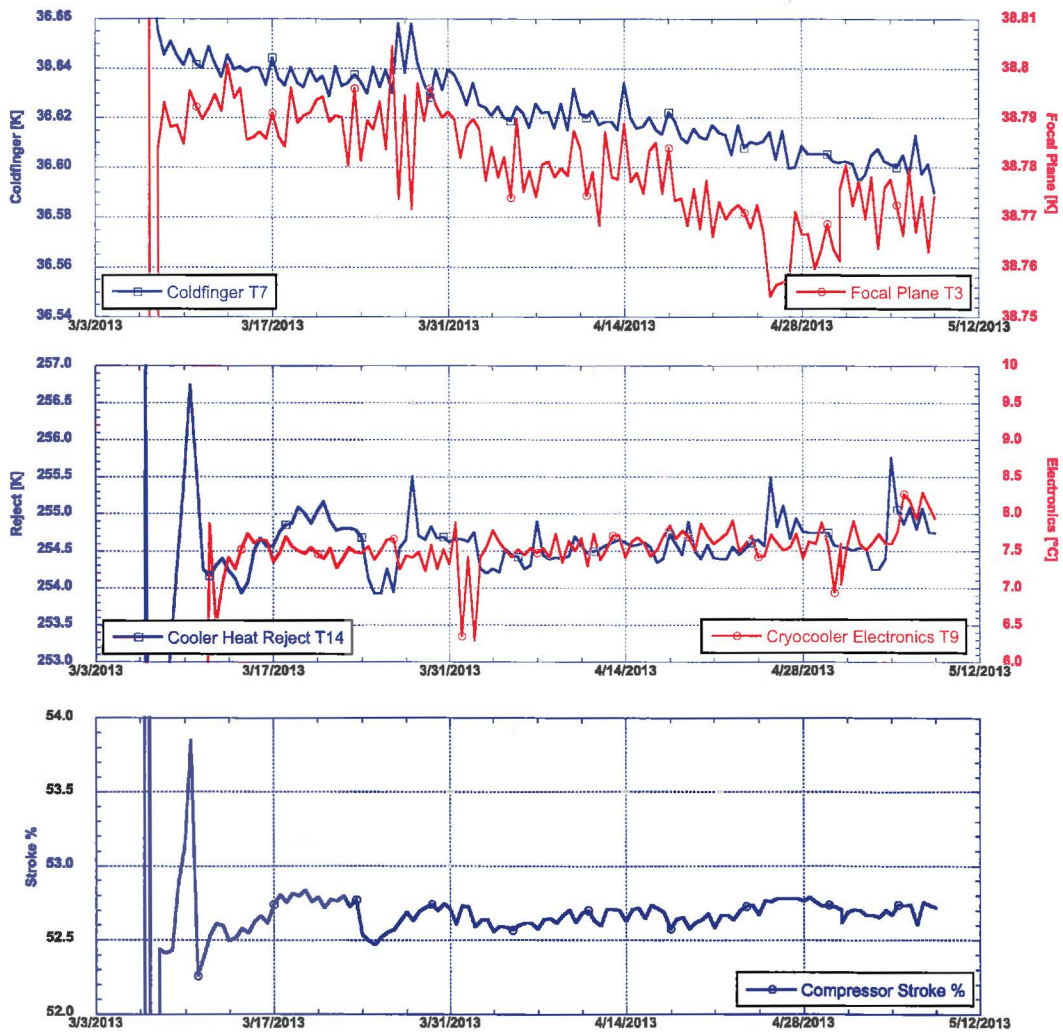 36.66
36.64
36.62
36.60
36.58
36.56
36.54
Coldfinger [K]
38.81
38.8
38.79
38.78
38.77
38.76
38.75
Focal Plane [K]
Coldfinger T7
Focal Plane T3
3/3/2013 3/17/2013 3/31/2013 4/14/2013 4/28/2013 5/12/2013
257.0
256.5
256.0
255.5
255.0
254.5
254.0
253.5
253.0
Reject [K]
10
9.5
9.0
8.5
8.0
7.5
7.0
6.5
6.0
Electronics [°C]
Cooler Heat Reject T14
Cryocooler Electronics T9
3/3/2013 3/17/2013 3/31/2013 4/14/2013 4/28/2013 5/12/2013
54.0
53.5
53.0
52.5
52.0
Stroke %
Compressor Stroke %
3/3/2013 3/17/2013 3/31/2013 4/14/2013 4/28/2013 5/12/2013